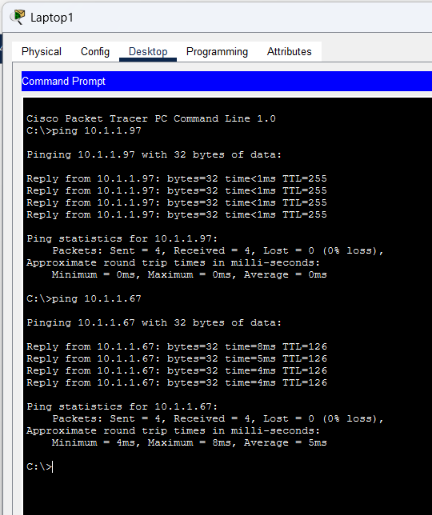 Laptop1
Physical Config Desktop Programming Attributes
Command Prompt
Cisco Packet Tracer PC Command Line 1.0
C:\>ping 10.1.1.97
Pinging 10.1.1.97 with 32 bytes of data:
Reply from 10.1.1.97: bytes=32 time<1ms TTL=255
Reply from 10.1.1.97: bytes=32 time<1ms TTL=255
Reply from 10.1.1.97: bytes=32 time<1ms TTL=255
Reply from 10.1.1.97: bytes=32 time<1ms TTL=255
Ping statistics for 10.1.1.97:
Packets: Sent = 4, Received = 4, Lost = 0 (0% loss),
Approximate round trip times in milli-seconds:
Minimum = 0ms, Maximum = 0ms, Average = 0ms
C:\>ping 10.1.1.67
Pinging 10.1.1.67 with 32 bytes of data:
Reply from 10.1.1.67: bytes=32 time=8ms TTL=126
Reply from 10.1.1.67: bytes=32 time=5ms TTL=126
Reply from 10.1.1.67: bytes=32 time=4ms TTL=126
Reply from 10.1.1.67: bytes=32 time=4ms TTL=126
Ping statistics for 10.1.1.67:
Packets: Sent = 4, Received = 4, Lost = 0 (0% loss),
Approximate round trip times in milli-seconds:
Minimum = 4ms, Maximum = 8ms, Average = 5ms
C:\>